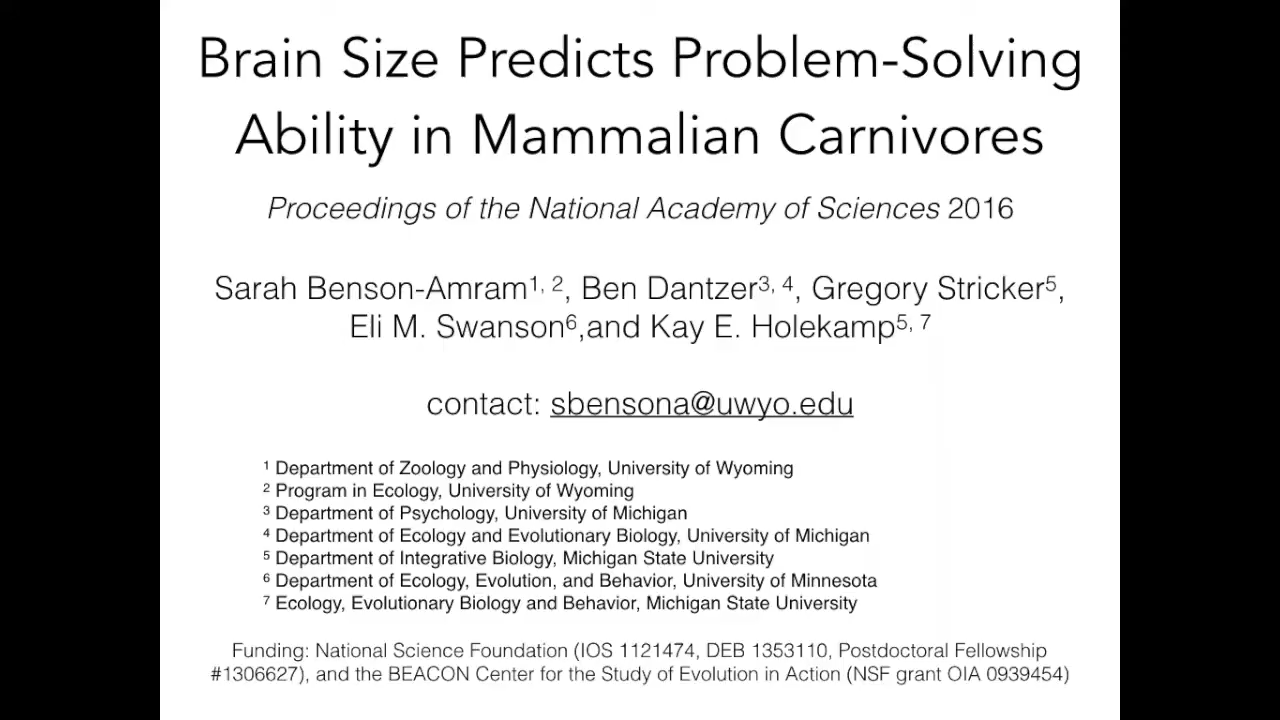 Brain Size Predicts Problem-Solving
Ability in Mammalian Carnivores
Proceedings of the National Academy of Sciences 2016
Sarah Benson-Amram1, 2, Ben Dantzer3, 4, Gregory Stricker5,
Eli M. Swanson6,and Kay E. Holekamp5, 7
contact: sbensona@uwyo.edu
1 Department of Zoology and Physiology, University of Wyoming
2 Program in Ecology, University of Wyoming
3 Department of Psychology, University of Michigan
4 Department of Ecology and Evolutionary Biology, University of Michigan
5 Department of Integrative Biology, Michigan State University
6 Department of Ecology, Evolution, and Behavior, University of Minnesota
7 Ecology, Evolutionary Biology and Behavior, Michigan State University
Funding: National Science Foundation (IOS 1121474, DEB 1353110, Postdoctoral Fellowship
#1306627), and the BEACON Center for the Study of Evolution in Action (NSF grant OIA 0939454)